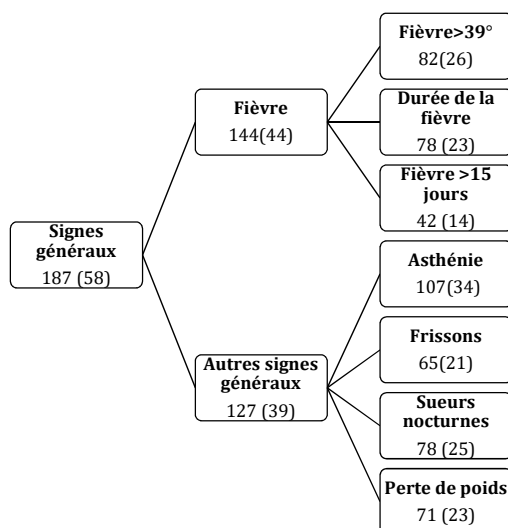 Fièvre>39°
82(26)
Fièvre
144(44)
Durée de la
fièvre
78 (23)
Fièvre >15
jours
42 (14)
Signes
généraux
187 (58)
Asthénie
107(34)
Frissons
65(21)
Autres signes
généraux
127 (39)
Sueurs
nocturnes
78 (25)
Perte de poids
71 (23)